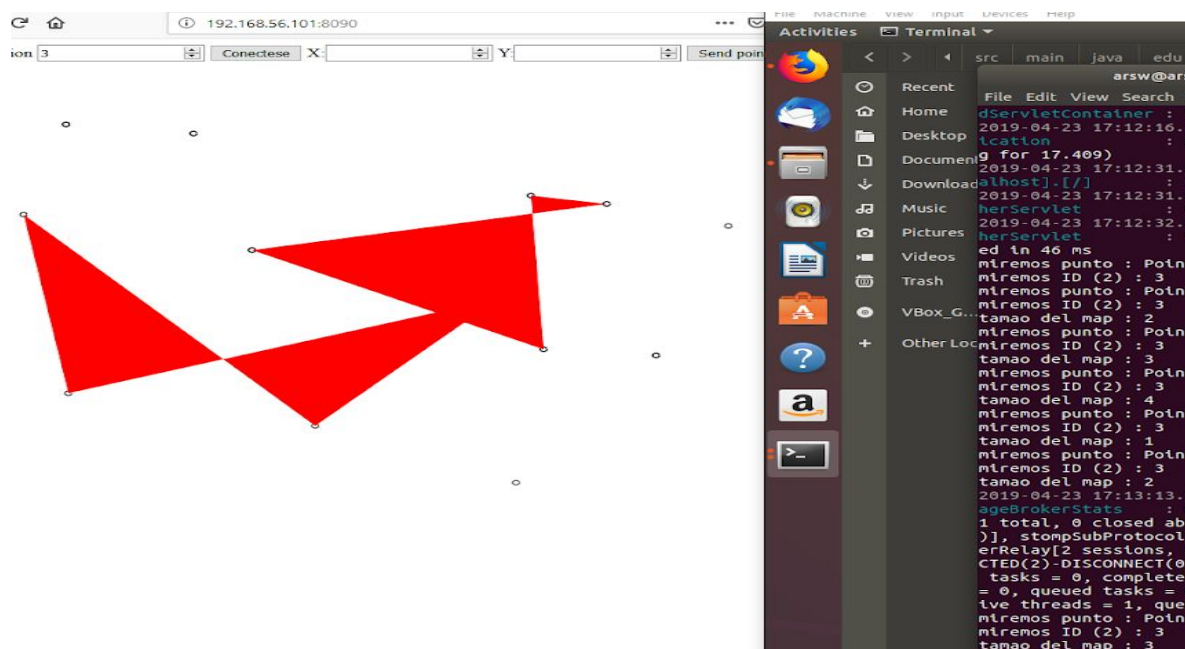 192.168.56.101:8090
ion 3 Conectese X: Y: Send poin
File Machine View Input Devices Help
Activities Terminal
src main java edu
Recent
Home
Desktop
Documen
Download
Music
Pictures
Videos
Trash
VBox_G...
Other Loc
arsw@ars
File Edit View Search
dServletContainer :
2019-04-23 17:12:16.
ication :
g for 17.409)
2019-04-23 17:12:31.
alhost].[/] :
2019-04-23 17:12:31.
herServlet :
2019-04-23 17:12:32.
herServlet :
ed in 46 ms
miremos punto : Poin
miremos ID (2) : 3
miremos punto : Poin
miremos ID (2) : 3
tamao del map : 2
miremos punto : Poin
miremos ID (2) : 3
tamao del map : 3
miremos punto : Poin
miremos ID (2) : 3
tamao del map : 4
miremos punto : Poin
miremos ID (2) : 3
tamao del map : 1
miremos punto : Poin
miremos ID (2) : 3
tamao del map : 2
2019-04-23 17:13:13.
ageBrokerStats :
1 total, 0 closed ab
)], stompSubProtocol
erRelay[2 sessions,
CTED(2)-DISCONNECT(0
tasks = 0, complete
= 0, queued tasks =
ive threads = 1, que
miremos punto : Poin
miremos ID (2) : 3
tamao del map : 3